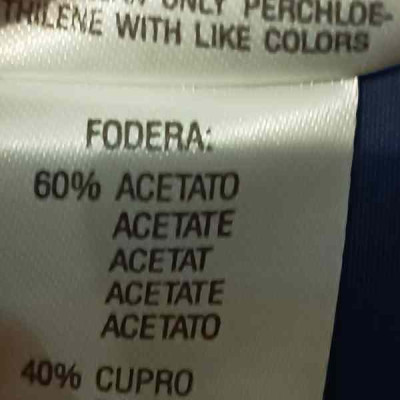 ONLY PERCHLOE-
THILENE WITH LIKE COLORS
FODERA:
60% ACETATO
ACETATE
ACETAT
ACETATE
ACETATO
40% CUPRO